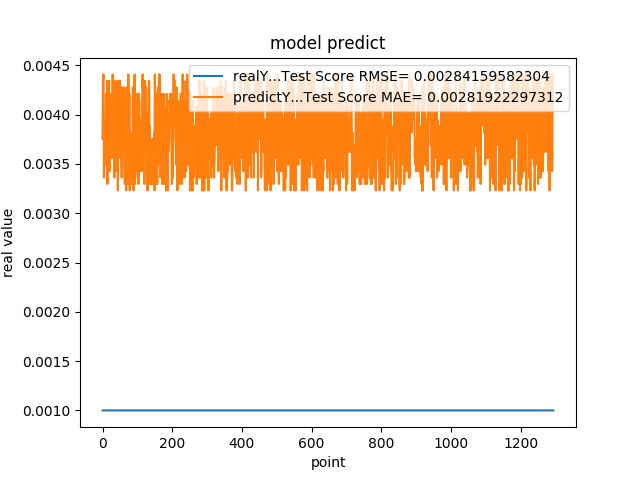 model predict
realY...Test Score RMSE= 0.00284159582304
predictY...Test Score MAE= 0.00281922297312
0.0045
0.0040
0.0035
0.0030
0.0025
0.0020
0.0015
0.0010
real value
0 200 400 600 800 1000 1200
point